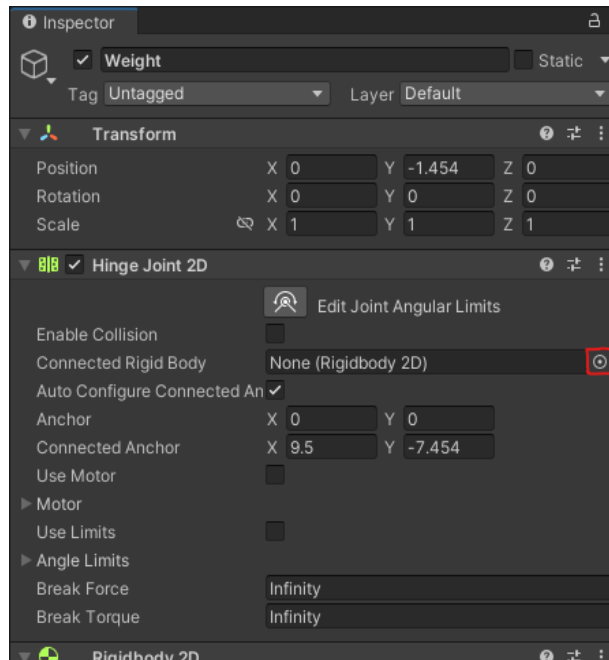 Inspector
Weight Static
Tag Untagged Layer Default
Transform
Position X 0 Y -1.454 Z 0
Rotation X 0 Y 0 Z 0
Scale X 1 Y 1 Z 1
Hinge Joint 2D
Edit Joint Angular Limits
Enable Collision
Connected Rigid Body None (Rigidbody 2D)
Auto Configure Connected An
Anchor X 0 Y 0
Connected Anchor X 9.5 Y -7.454
Use Motor
Motor
Use Limits
Angle Limits
Break Force Infinity
Break Torque Infinity
Rigidbody 2D